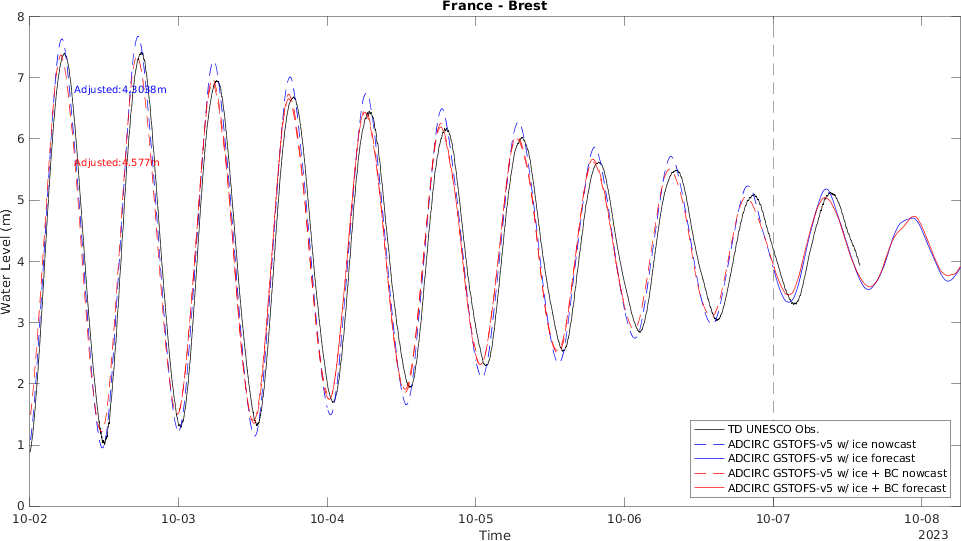 France - Brest
8
7
6
5
4
3
2
1
0
Water Level (m)
Adjusted:4.3038m
Adjusted:4.577m
TD UNESCO Obs.
ADCIRC GSTOFS-v5 w/ ice nowcast
ADCIRC GSTOFS-v5 w/ ice forecast
ADCIRC GSTOFS-v5 w/ ice + BC nowcast
ADCIRC GSTOFS-v5 w/ ice + BC forecast
10-02 10-03 10-04 10-05 10-06 10-07 10-08
Time
2023